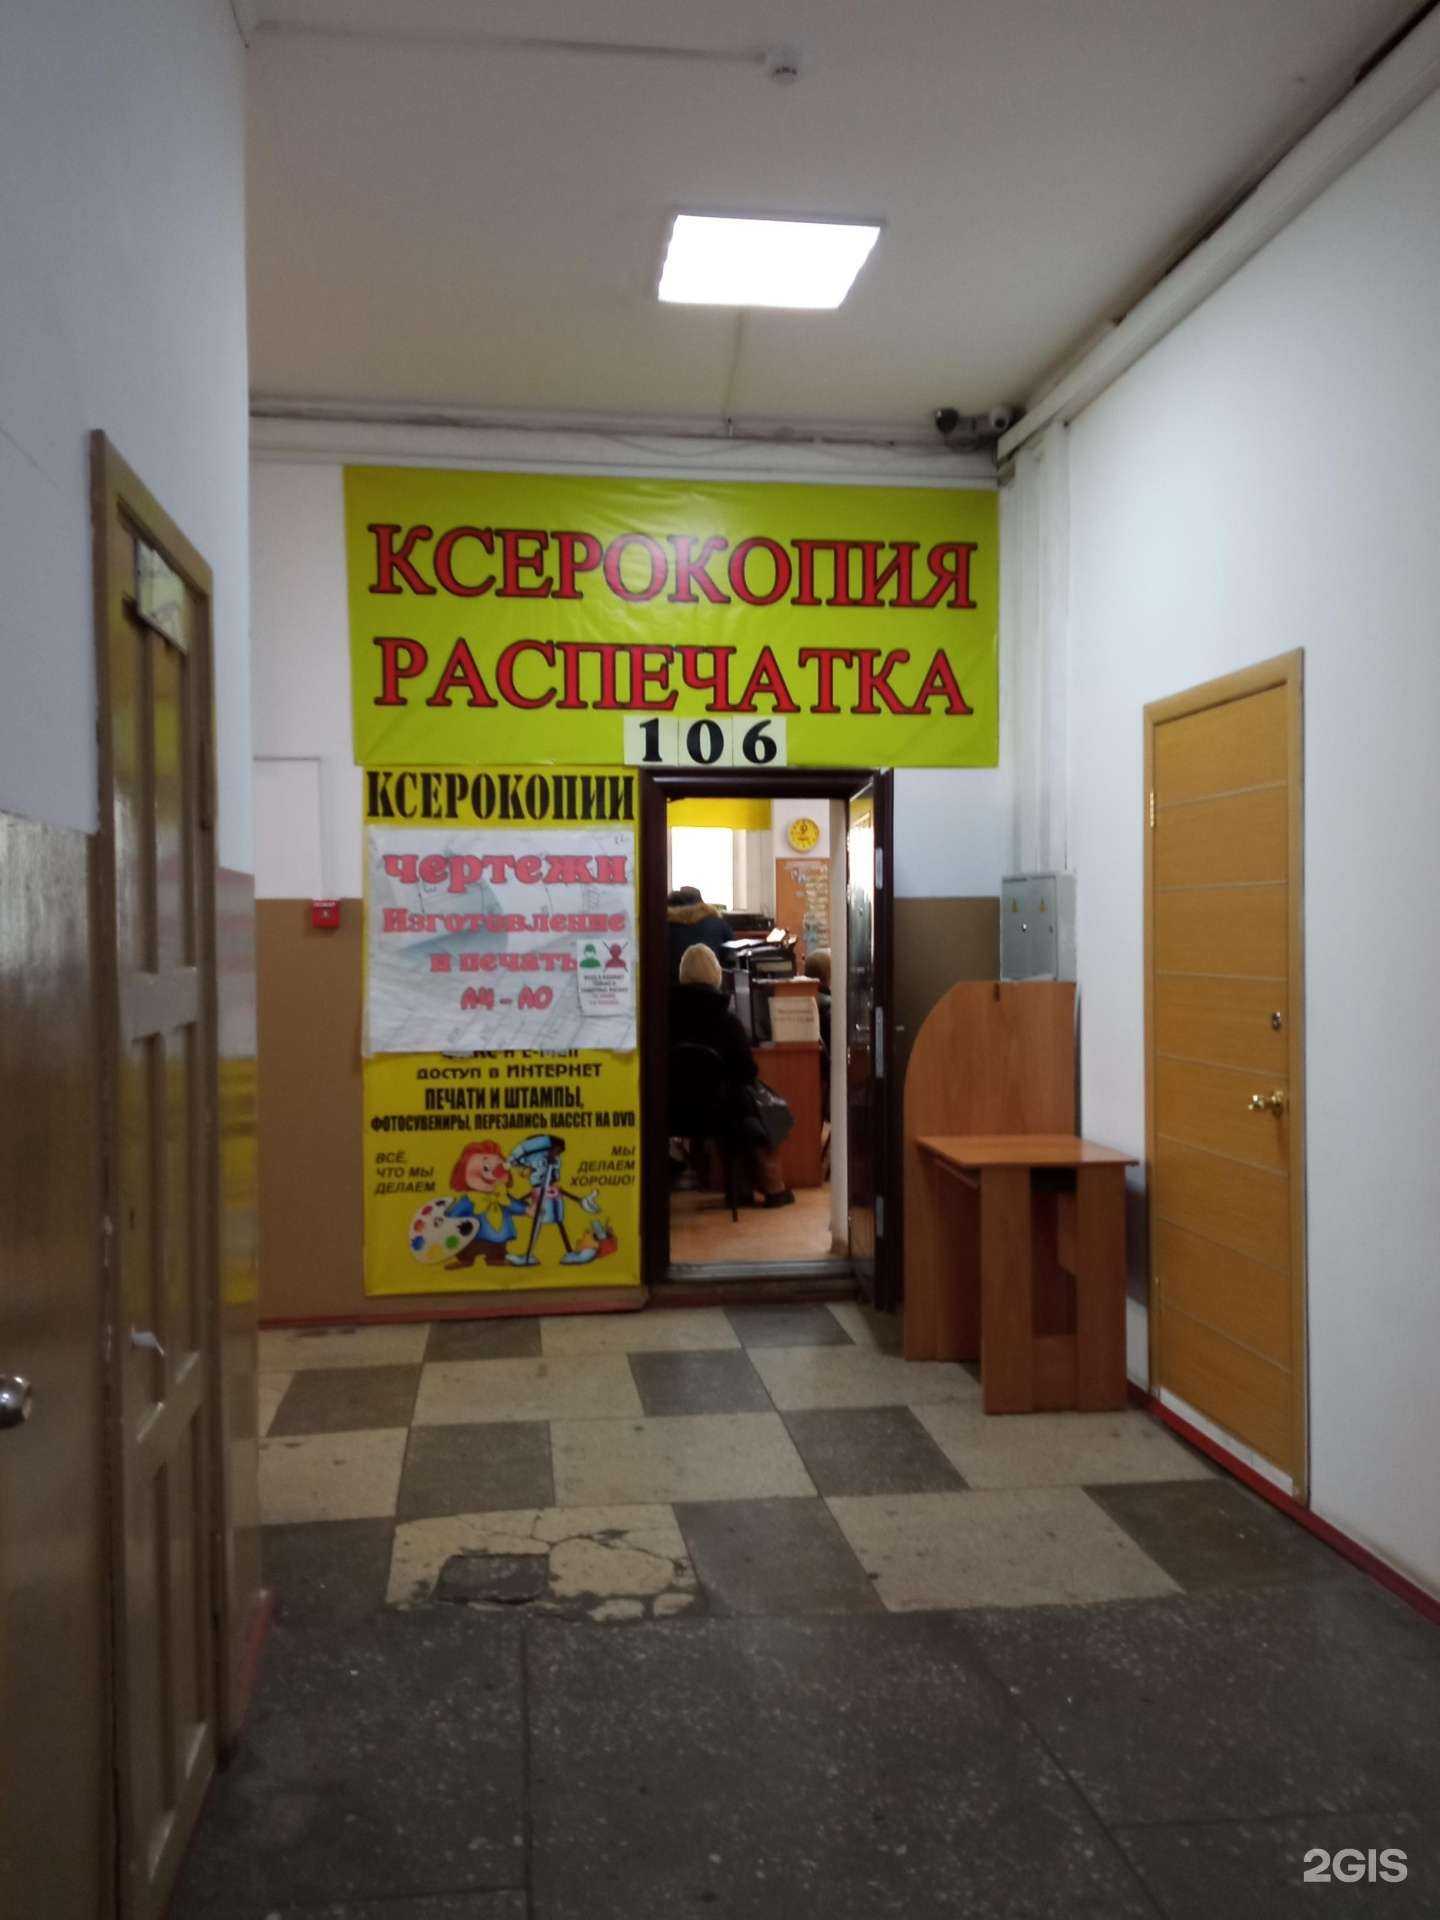 КСЕРОКОПИЯ
РАСПЕЧАТКА
106
КСЕРОКОПИИ
чертежи
Изготовление
и печать
А4 - А0
доступ в ИНТЕРНЕТ
ПЕЧАТИ И ШТАМПЫ,
ФОТОСУВЕНИРЫ, ПЕРЕЗАПИСЬ КАССЕТ НА DVD
ВСЁ,
ЧТО МЫ
ДЕЛАЕМ
МЫ
ДЕЛАЕМ
ХОРОШО!
2GIS